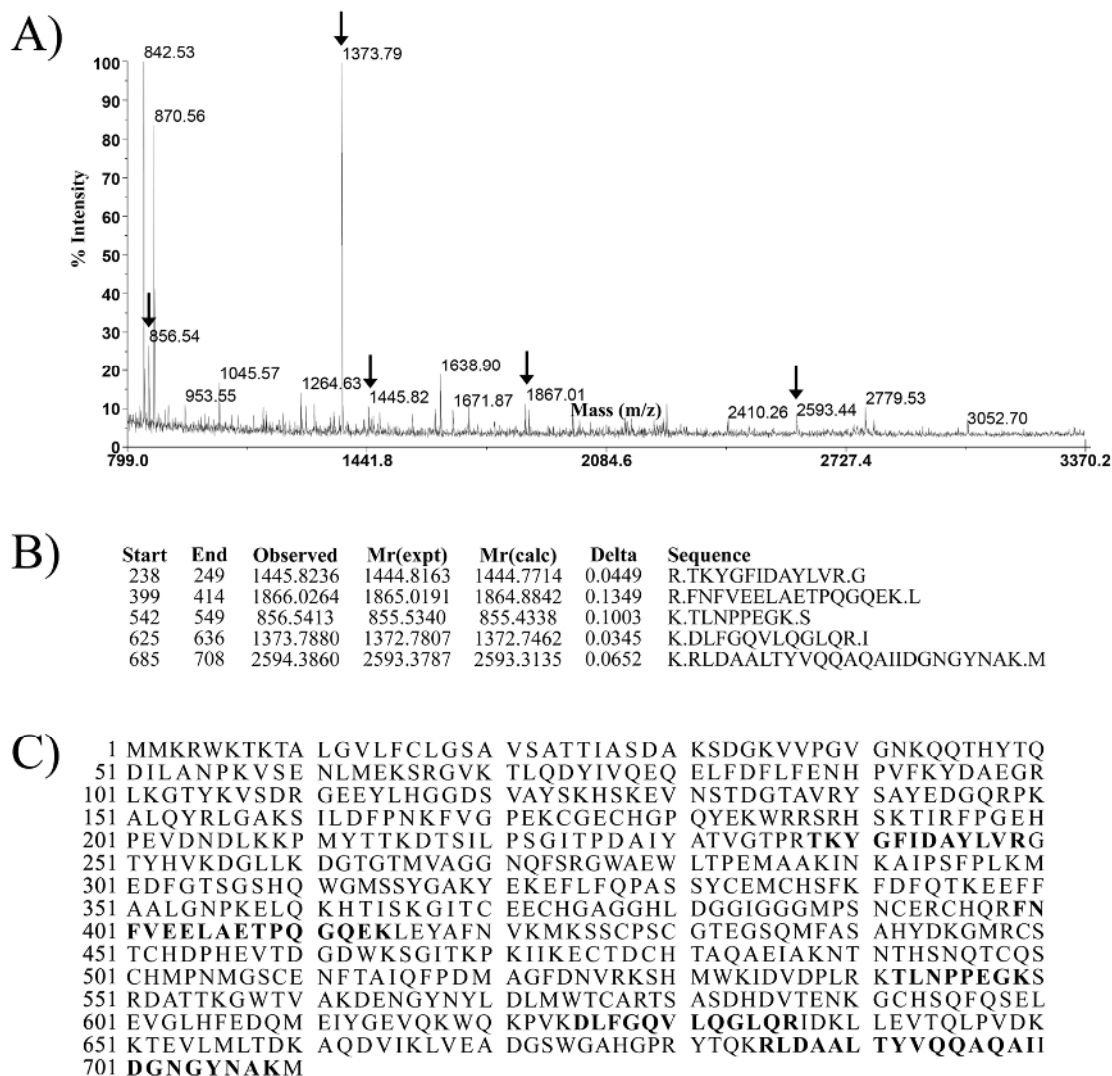 A)
842.53
1373.79
870.56
856.54
953.55
1045.57
1264.63
1445.82
1638.90
1671.87
1867.01
2410.26
2593.44
2779.53
3052.70
% Intensity
100
90
80
70
60
50
40
30
20
10
0
799.0 1441.8 2084.6 2727.4 3370.2
Mass (m/z)
B)
Start End Observed Mr(expt) Mr(calc) Delta Sequence
238 249 1445.8236 1444.8163 1444.7714 0.0449 R.TKYGFIDAYLVR.G
399 414 1866.0264 1865.0191 1864.8842 0.1349 R.FNFVEELAETPQGQEK.L
542 549 856.5413 855.5340 855.4338 0.1003 K.TLNPPEGK.S
625 636 1373.7880 1372.7807 1372.7462 0.0345 K.DLFGQVLQGLQR.I
685 708 2594.3860 2593.3787 2593.3135 0.0652 K.RLDAALTYVQQAQAIIDGNGYNAK.M
C)
1 MMKRWKTKTA LGVLFCLGSA VSATTIASDA KSDGKVVPGV GNKQQTHYTQ
51 DILANPKVSE NLMEKSRGVK TLQDYIVQEQ ELFDFLFENH PVFKYDAEGR
101 LKGTYKVSDR GEEYLHGGDS VAYSKHSKEV NSTDGTAVRY SAYEDGQRPK
151 ALQYRLGAKS ILDFPNKFVG PEKCGECHGP QYEKWRRSRH SKTIRFPGEH
201 PEVDNDLKKP MYTTKDTSIL PSGITPDAIY ATVGTPRTKY GFIDAYLVRG
251 TYHVKDGLLK DGTGTMVAGG NQFSRGWAEW LTPEMAAKIN KAIPSFPLKM
301 EDFGTSGSHQ WGMSSYGAKY EKEFLFQPAS SYCEMCHSFK FDFQTKEEFF
351 AALGNPKELQ KHTISKGITC EECHGAGGHL DGGIGGGMPS NCERCHQRFN
401 FVEELAETPQ GQEKLEYAFN VKMKSSCPSC GTEGSQMFAS AHYDKGMRCS
451 TCHDPHEVTD GDWKSGITKP KIIKECTDCH TAQAEIAKNT NTHSNQTCQS
501 CHMPNMGSCE NFTAIQFPDM AGFDNVRKSH MWKIDVDPLR KTLNPPEGKS
551 RDATTKGWTV AKDENGYNYL DLMWTCARTS ASDHDVTENK GCHSQFQSEL
601 EVGLHFEDQM EIYGEVQKWQ KPVKDLFGQV LQGLQRIDKL LEVTQLPVDK
651 KTEVLMLTDK AQDVIKLVEA DGSWGAHGPR YTQKRLDAAL TYVQQAQAII
701 DGNGYNAKM